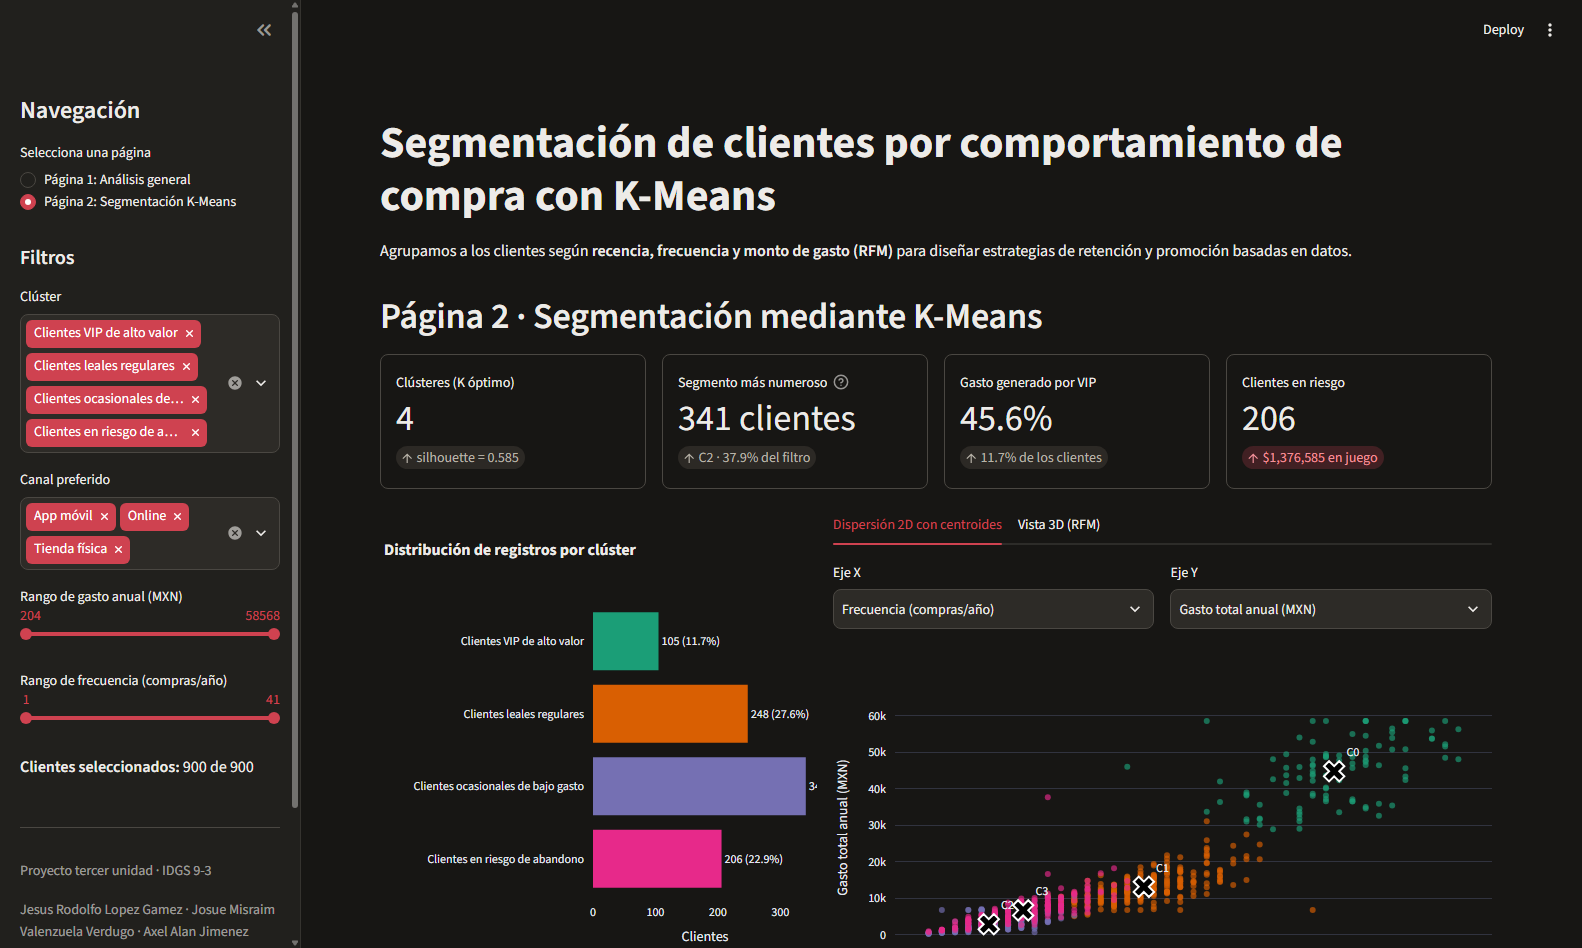 Deploy
Navegación
Selecciona una página
Página 1: Análisis general
Página 2: Segmentación K-Means
Filtros
Clúster
Clientes VIP de alto valor
Clientes leales regulares
Clientes ocasionales de...
Clientes en riesgo de a...
Canal preferido
App móvil
Online
Tienda física
Rango de gasto anual (MXN)
204 58568
Rango de frecuencia (compras/año)
1 41
Clientes seleccionados: 900 de 900
Proyecto tercer unidad · IDGS 9-3
Jesus Rodolfo Lopez Gamez · Josue Misraim
Valenzuela Verdugo · Axel Alan Jimenez
Segmentación de clientes por comportamiento de
compra con K-Means
Agrupamos a los clientes según recencia, frecuencia y monto de gasto (RFM) para diseñar estrategias de retención y promoción basadas en datos.
Página 2 · Segmentación mediante K-Means
Clústeres (K óptimo)
4
↑ silhouette = 0.585
Segmento más numeroso
341 clientes
↑ C2 · 37.9% del filtro
Gasto generado por VIP
45.6%
↑ 11.7% de los clientes
Clientes en riesgo
206
↑ $1,376,585 en juego
Distribución de registros por clúster
Clientes VIP de alto valor
105 (11.7%)
Clientes leales regulares
248 (27.6%)
Clientes ocasionales de bajo gasto
Clientes en riesgo de abandono
206 (22.9%)
0 100 200 300
Clientes
Dispersión 2D con centroides
Vista 3D (RFM)
Eje X
Frecuencia (compras/año)
Eje Y
Gasto total anual (MXN)
Gasto total anual (MXN)
60k
50k
40k
30k
20k
10k
0
C0
C1
C3
C2